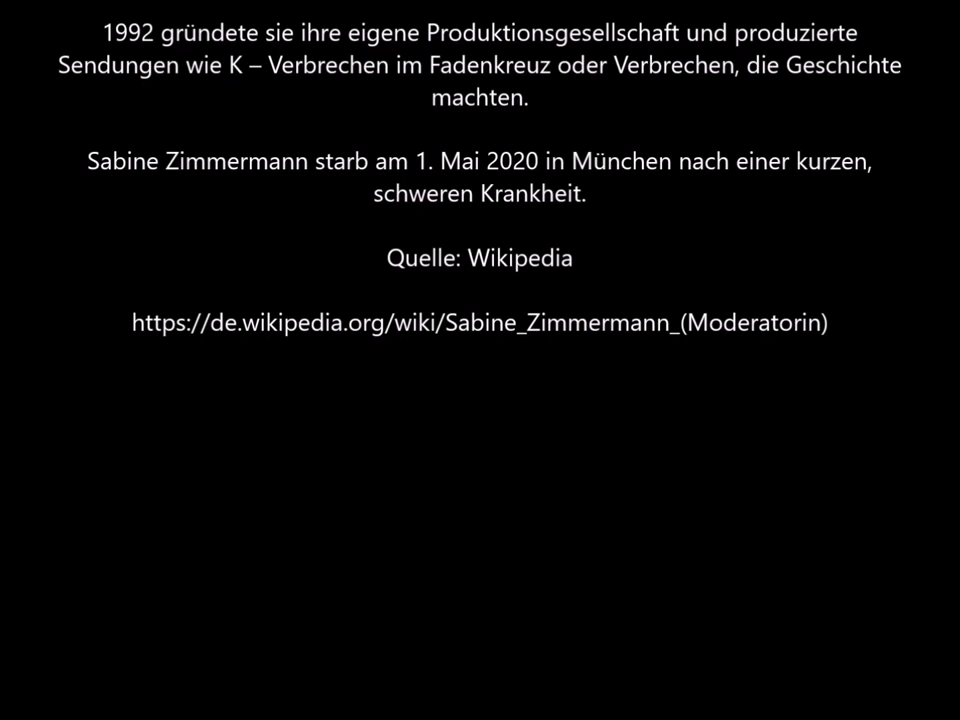 1992 gründete sie ihre eigene Produktionsgesellschaft und produzierte
Sendungen wie K – Verbrechen im Fadenkreuz oder Verbrechen, die Geschichte
machten.
Sabine Zimmermann starb am 1. Mai 2020 in München nach einer kurzen,
schweren Krankheit.
Quelle: Wikipedia
https://de.wikipedia.org/wiki/Sabine_Zimmermann_(Moderatorin)